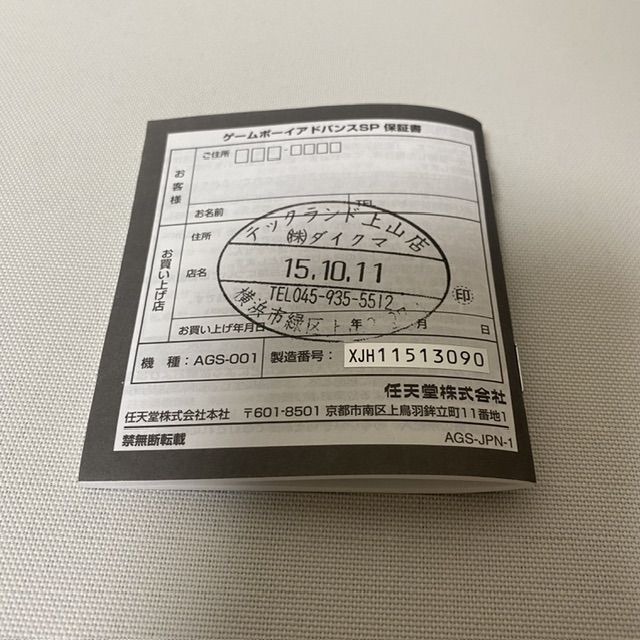 ゲームボーイアドバンスSP 保証書
お客様
ご住所
お名前
TEL
お買い上げ店
住所
店名
テックランド上山店
㈱ダイクマ
15.10.11
TEL045-935-5512
横浜市緑区上
印
お買い上げ年月日
年
月
日
機種：AGS-001
製造番号：XJH11513090
任天堂株式会社
任天堂株式会社本社 〒601-8501 京都市南区上鳥羽鉾立町11番地1
禁無断転載
AGS-JPN-1